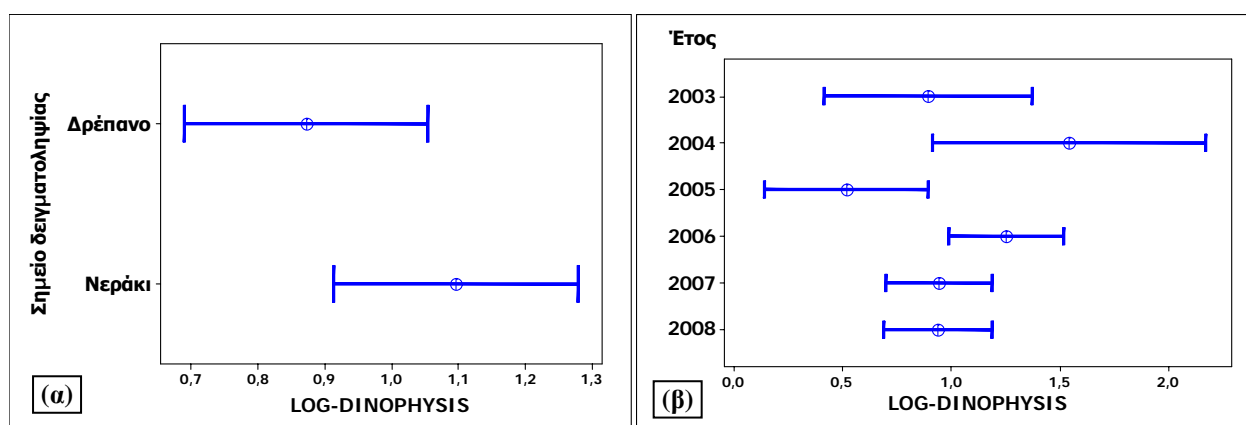 Σημείο δειγματοληψίας
Δρέπανο
Νεράκι
0,7 0,8 0,9 1,0 1,1 1,2 1,3
LOG-DINOPHYSIS
(α)
Έτος
2003
2004
2005
2006
2007
2008
0,0 0,5 1,0 1,5 2,0
LOG-DINOPHYSIS
(β)